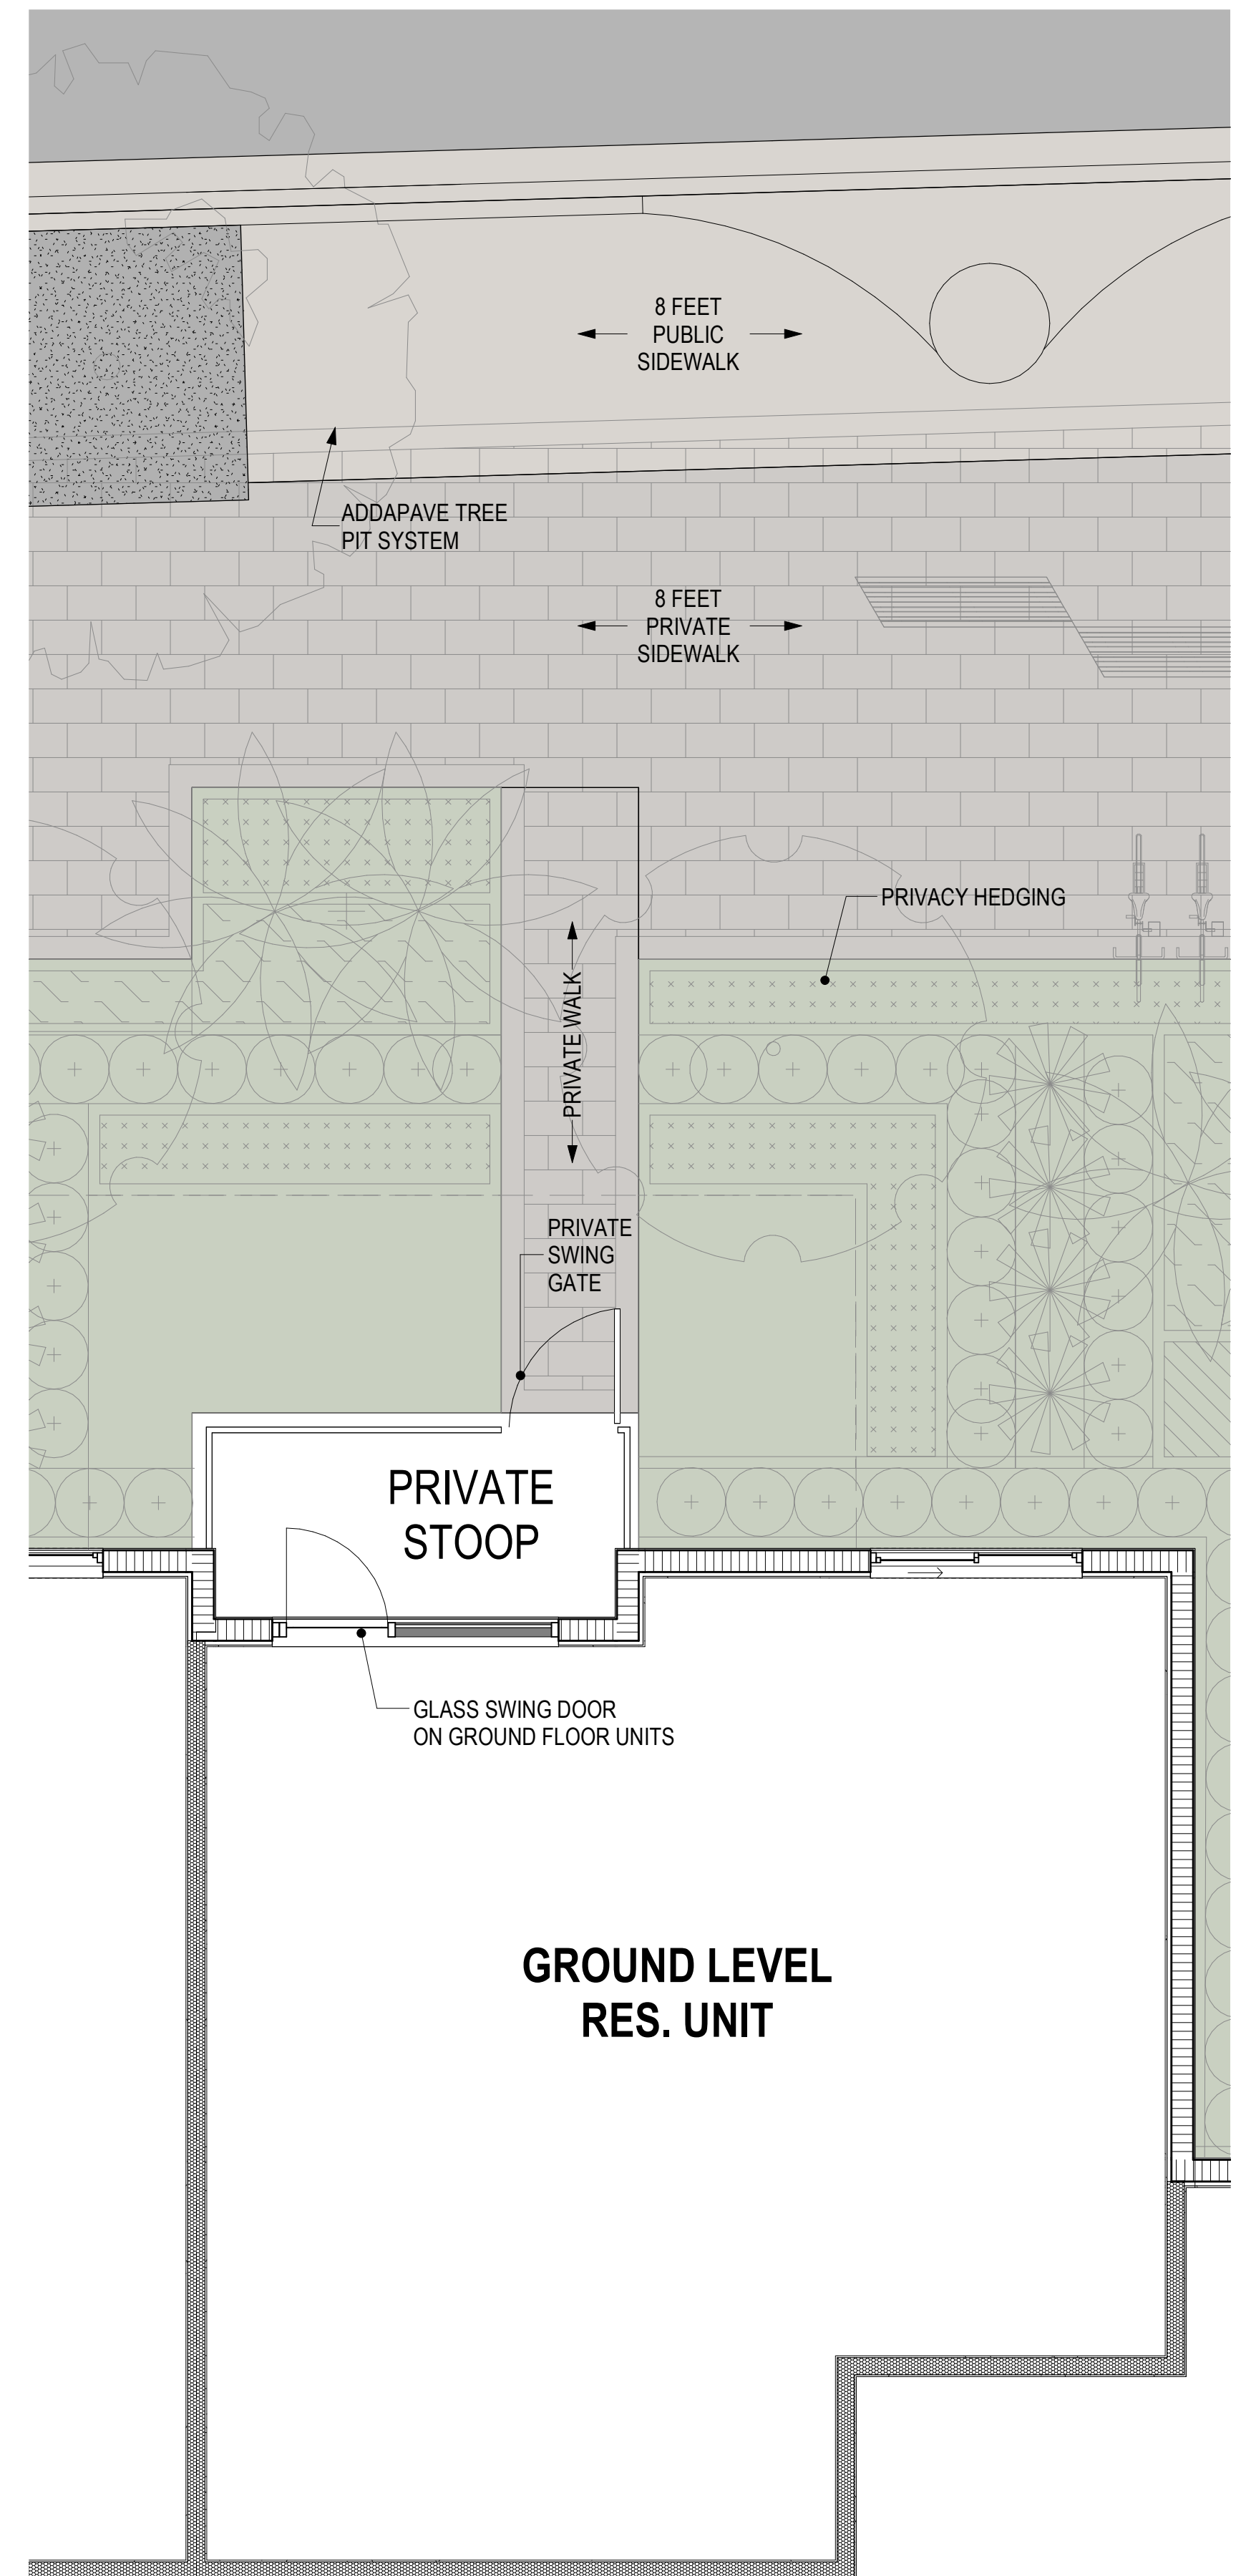 8 FEET
PUBLIC
SIDEWALK
ADDAPAVE TREE
PIT SYSTEM
8 FEET
PRIVATE
SIDEWALK
PRIVACY HEDGING
PRIVATE WALK
PRIVATE
SWING
GATE
PRIVATE
STOOP
GLASS SWING DOOR
ON GROUND FLOOR UNITS
GROUND LEVEL
RES. UNIT